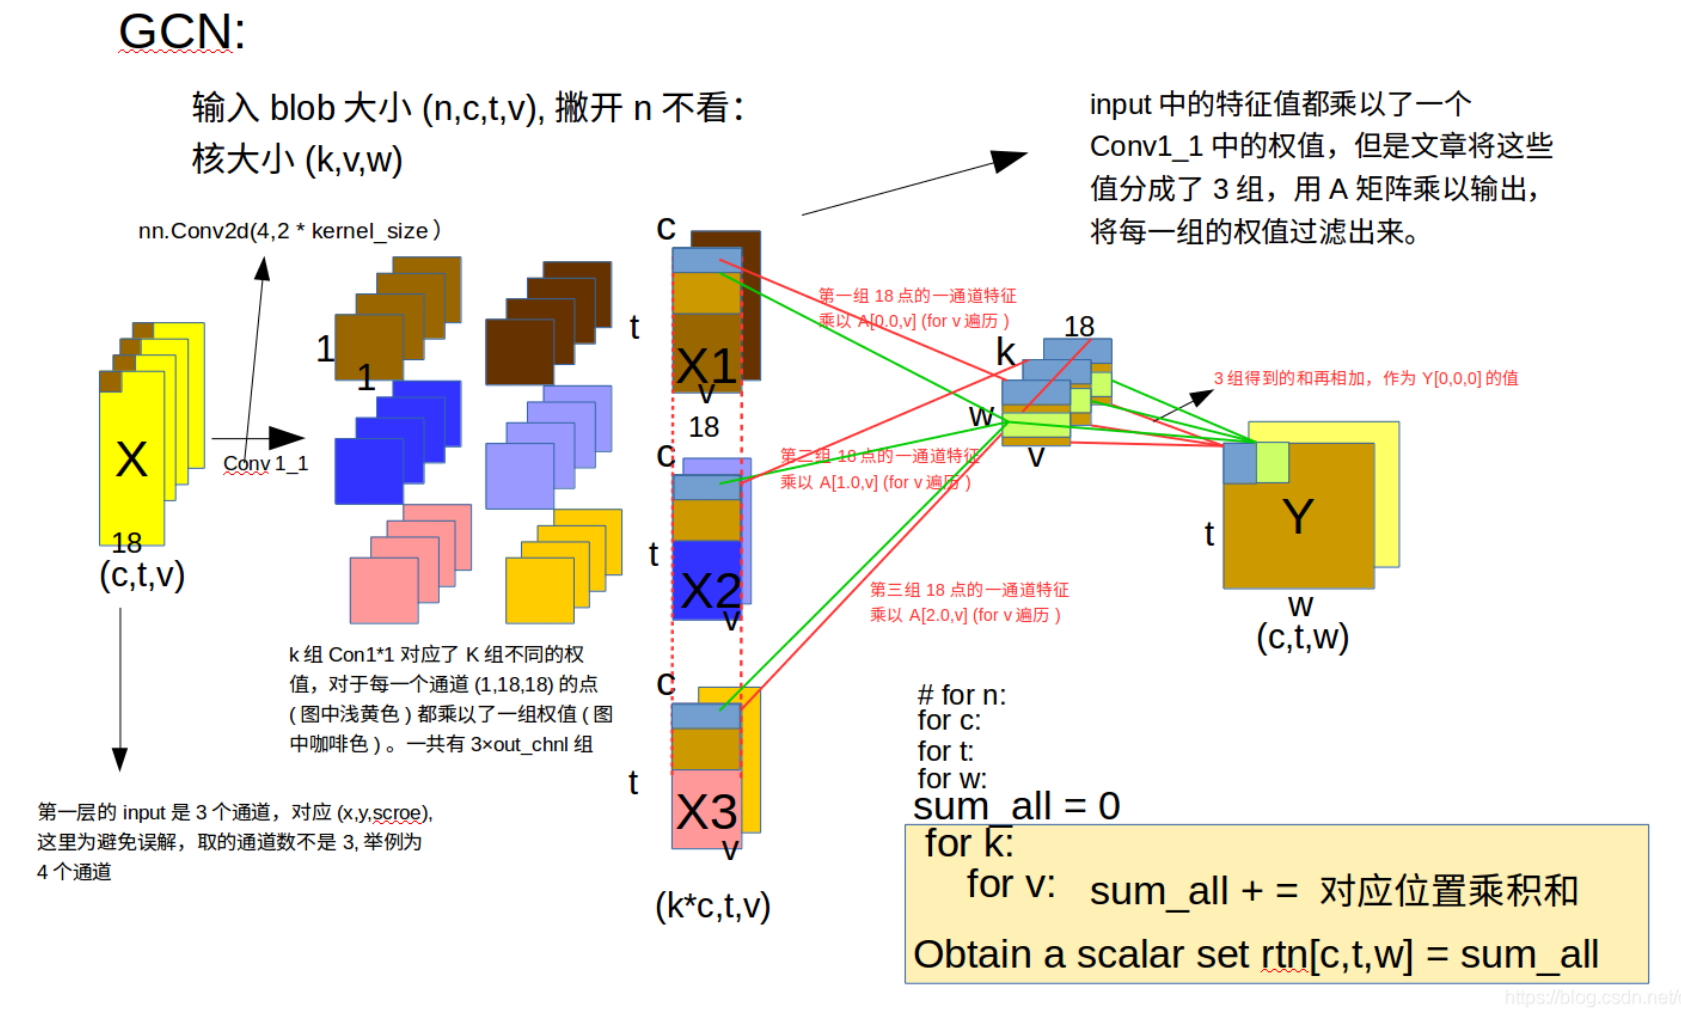 GCN:
输入 blob 大小 (n,c,t,v), 撇开 n 不看：
核大小 (k,v,w)
input 中的特征值都乘以了一个
Conv1_1 中的权值，但是文章将这些
值分成了 3 组，用 A 矩阵乘以输出，
将每一组的权值过滤出来。
nn.Conv2d(4,2 * kernel_size )
1
1
X
18
(c,t,v)
Conv 1_1
c
t
X1
v
18
c
t
X2
v
c
t
X3
v
(k*c,t,v)
第一组 18 点的一通道特征
乘以 A[0.0,v] (for v 遍历 )
第二组 18 点的一通道特征
乘以 A[1.0,v] (for v 遍历 )
第三组 18 点的一通道特征
乘以 A[2.0,v] (for v 遍历 )
18
k
w
v
3 组得到的和再相加，作为 Y[0,0,0] 的值
Y
t
w
(c,t,w)
k 组 Con1*1 对应了 K 组不同的权
值，对于每一个通道 (1,18,18) 的点
( 图中浅黄色 ) 都乘以了一组权值 ( 图
中咖啡色 ) 。一共有 3×out_chnl 组
第一层的 input 是 3 个通道，对应 (x,y,scroe),
这里为避免误解，取的通道数不是 3, 举例为
4 个通道
# for n:
for c:
for t:
for w:
sum_all = 0
for k:
for v: sum_all + = 对应位置乘积和
Obtain a scalar set rtn[c,t,w] = sum_all
https://blog.csdn.net/